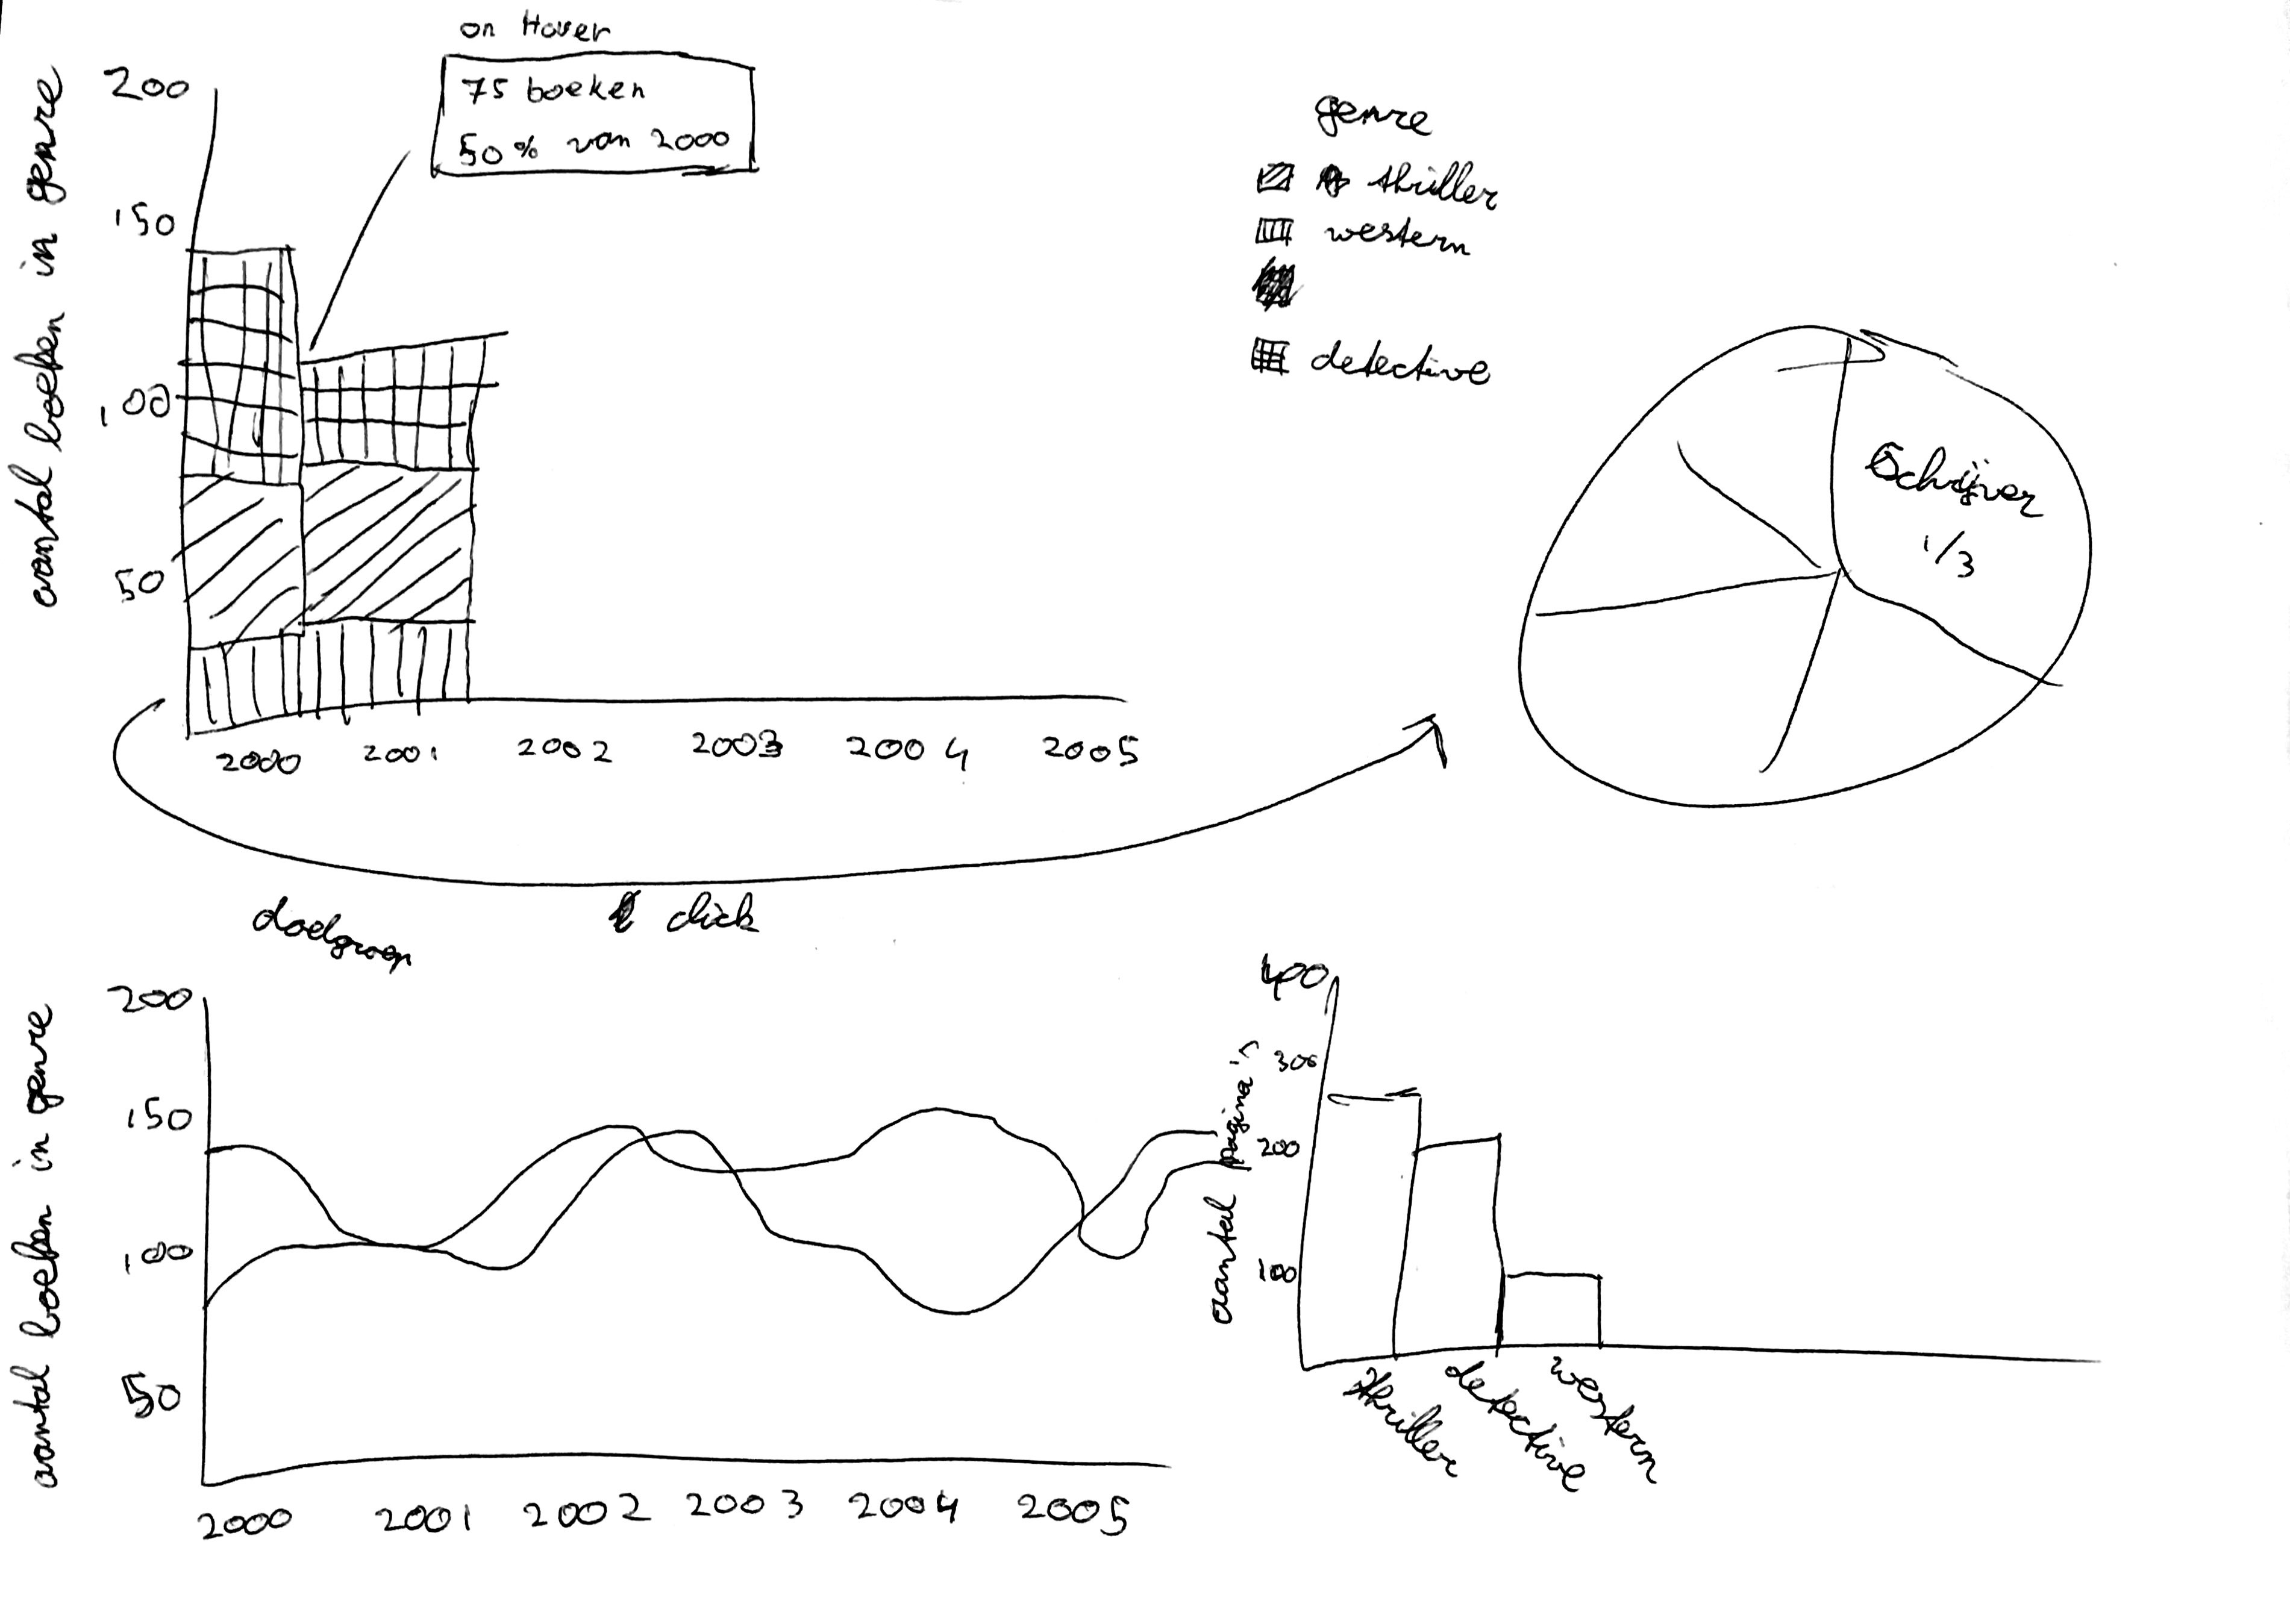 on Hover
75 boeken
50% van 2000
aantal boeken in genre
200
150
100
50
2000 2001 2002 2003 2004 2005
genre
thriller
western
detective
Schrijver
1/3
click
doelgroep
aantal boeken in genre
200
150
100
50
2000 2001 2002 2003 2004 2005
aantal pagina's
400
300
200
100
thriller
detective
western